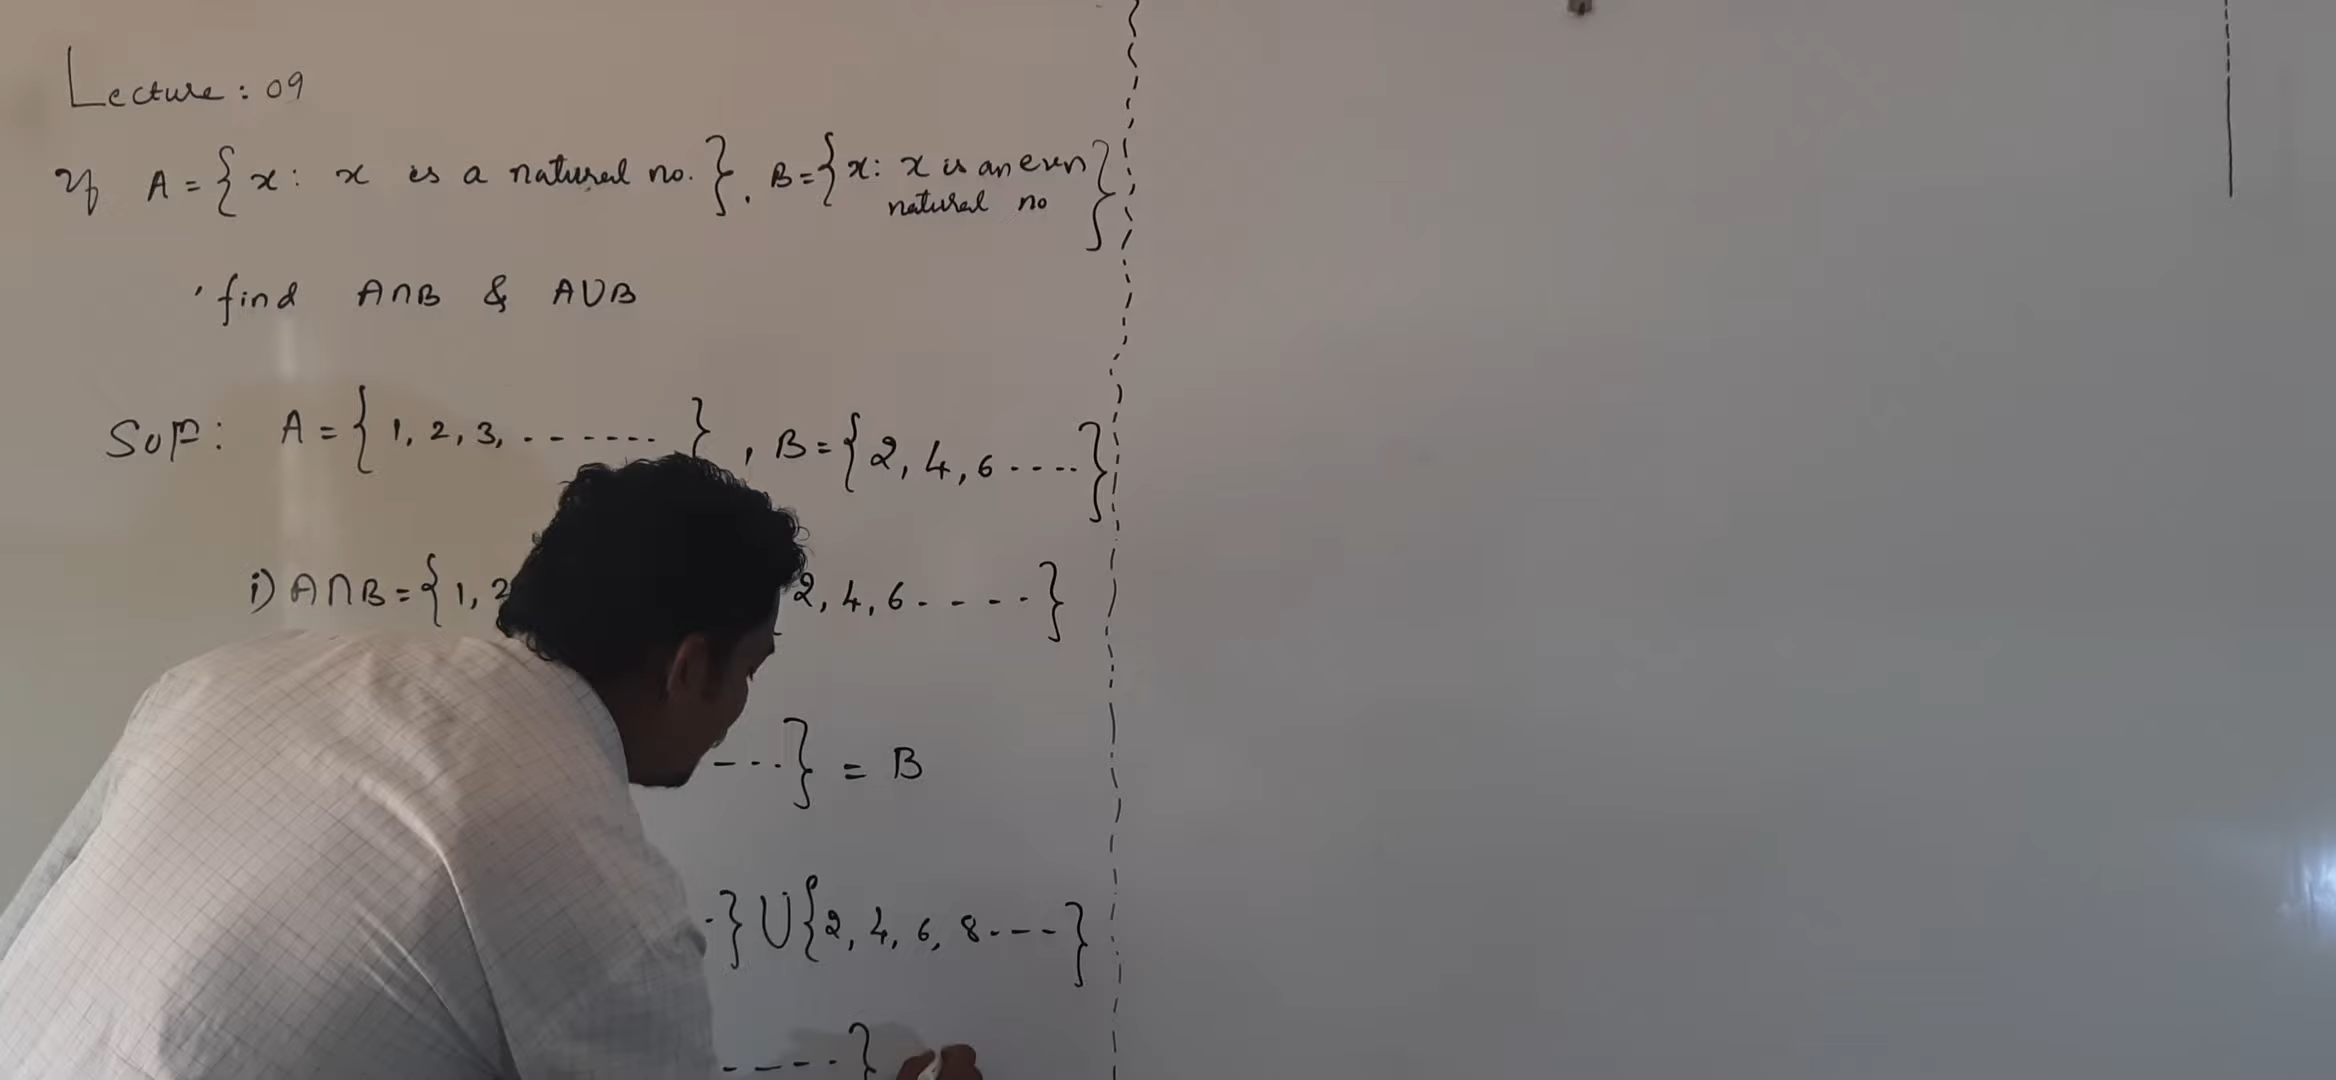 Lecture: 09
If A = { x : x is a natural no. }, B = { x : x is an even
natural no }
find A∩B & A∪B
Sol: A = { 1, 2, 3, ------- }, B = { 2, 4, 6 ---- }
i) A∩B = { 1, 2 2, 4, 6 ---- }
--- } = B
} ∪ { 2, 4, 6, 8 --- }
----- }